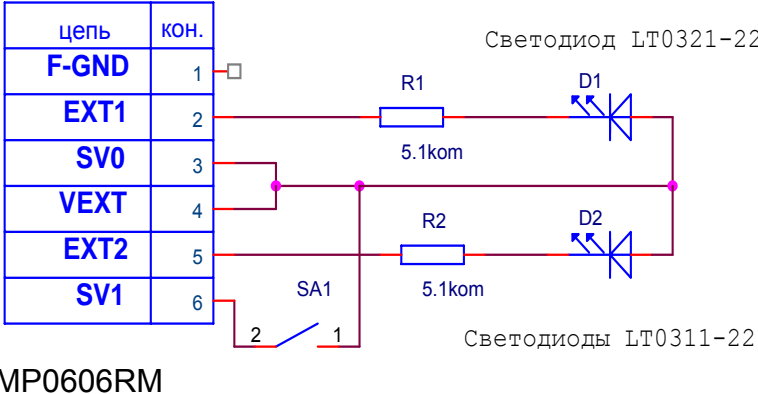 цепь кон.
Светодиод LT0321-22
F-GND 1
R1 D1
EXT1 2
5.1kom
SV0 3
VEXT 4
R2 D2
EXT2 5
SA1 5.1kom
SV1 6
2 1
Светодиоды LT0311-22
MP0606RM